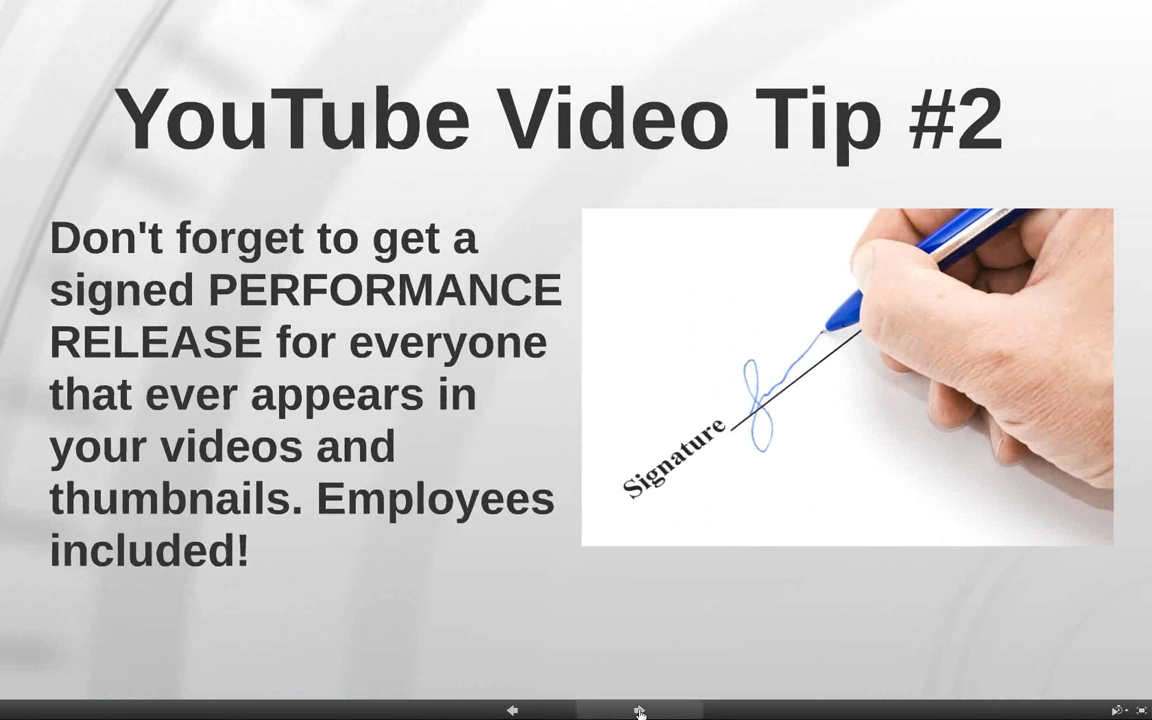 YouTube Video Tip #2
Don't forget to get a
signed PERFORMANCE
RELEASE for everyone
that ever appears in
your videos and
thumbnails. Employees
included!
Signature